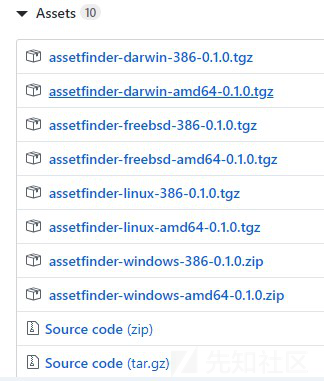 Assets 10
assetfinder-darwin-386-0.1.0.tgz
assetfinder-darwin-amd64-0.1.0.tgz
assetfinder-freebsd-386-0.1.0.tgz
assetfinder-freebsd-amd64-0.1.0.tgz
assetfinder-linux-386-0.1.0.tgz
assetfinder-linux-amd64-0.1.0.tgz
assetfinder-windows-386-0.1.0.zip
assetfinder-windows-amd64-0.1.0.zip
Source code (zip)
Source code (tar.gz)
先知社区